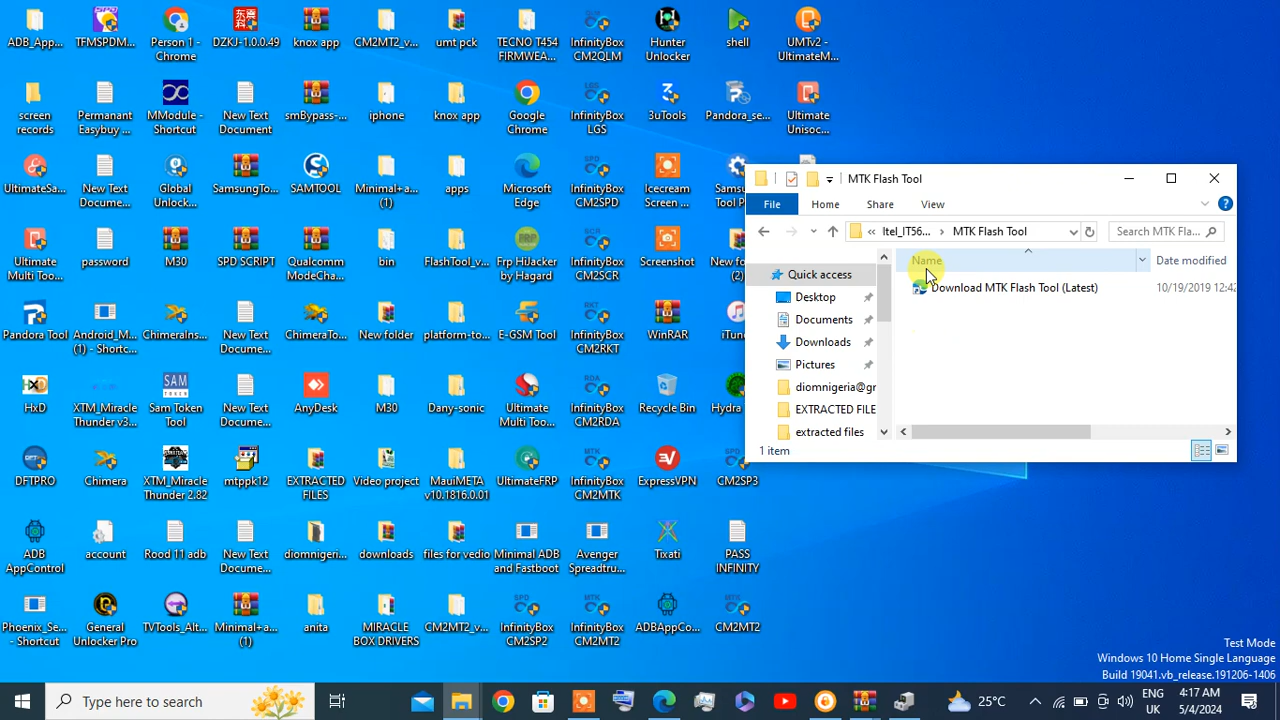 ADB_App...
TFMSPDM...
Person 1 -
Chrome
DZKJ-1.0.0.49
knox app
CM2MT2_v...
umt pck
TECNO T454
FIRMWEA...
InfinityBox
CM2QLM
Hunter
Unlocker
shell
UMTv2 -
UltimateM...
screen
records
Permanant
Easybuy ...
MModule -
Shortcut
New Text
Document
smBypass-...
iphone
knox app
Google
Chrome
InfinityBox
LGS
3uTools
Pandora_se...
Ultimate
Unisoc...
UltimateSa...
New Text
Docume...
Global
Unlock...
SamsungTo...
SAMTOOL
Minimal+a...
(1)
apps
Microsoft
Edge
InfinityBox
CM2SPD
Icecream
Screen ...
Sams
Tool P
Ultimate
Multi Too...
password
M30
SPD SCRIPT
Qualcomm
ModeCha...
bin
FlashTool_v...
Frp HiJacker
by Hagard
InfinityBox
CM2SCR
Screenshot
New fo
(2)
Pandora Tool
Android_M...
(1) - Shortc...
ChimeraIns...
New Text
Docume...
ChimeraTo...
New folder
platform-to...
E-GSM Tool
InfinityBox
CM2RKT
WinRAR
iTun
HxD
XTM_Miracle
Thunder v3...
Sam Token
Tool
New Text
Docume...
AnyDesk
M30
Dany-sonic
Ultimate
Multi Too...
InfinityBox
CM2RDA
Recycle Bin
Hydra
DFTPRO
Chimera
XTM_Miracle
Thunder 2.82
mtppk12
EXTRACTED
FILES
Video project
MauiMETA
v10.1816.0.01
UltimateFRP
InfinityBox
CM2MTK
ExpressVPN
CM2SP3
ADB
AppControl
account
Rood 11 adb
New Text
Docume...
diomnigeri...
downloads
files for vedio
Minimal ADB
and Fastboot
Avenger
Spreadtru...
Tixati
PASS
INFINITY
Phoenix_Se...
- Shortcut
General
Unlocker Pro
TVTools_Alt...
Minimal+a...
(1)
anita
MIRACLE
BOX DRIVERS
CM2MT2_v...
InfinityBox
CM2SP2
InfinityBox
CM2MT2
ADBAppCo...
CM2MT2
MTK Flash Tool
File
Home
Share
View
« Itel_IT56... > MTK Flash Tool
Search MTK Fla...
Name
Date modified
Quick access
Desktop
Documents
Downloads
Pictures
diomnigeria@gr
EXTRACTED FILE
extracted files
Download MTK Flash Tool (Latest)
10/19/2019 12:42
1 item
Test Mode
Windows 10 Home Single Language
Build 19041.vb_release.191206-1406
Type here to search
25°C
ENG
UK
4:17 AM
5/4/2024